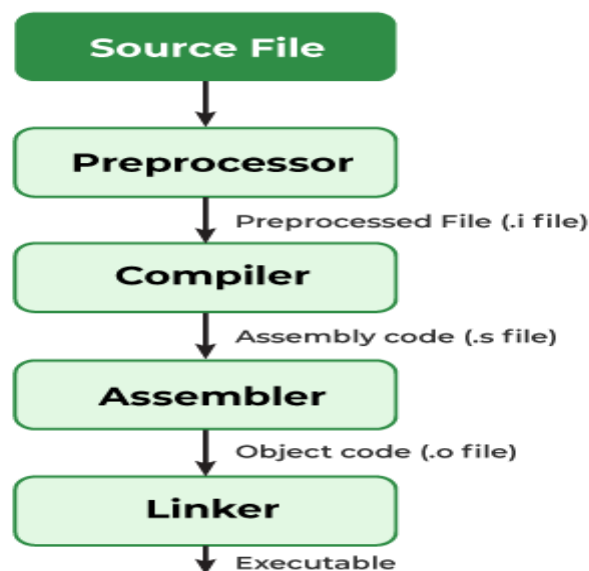 Source File
Preprocessor
Preprocessed File (.i file)
Compiler
Assembly code (.s file)
Assembler
Object code (.o file)
Linker
Executable